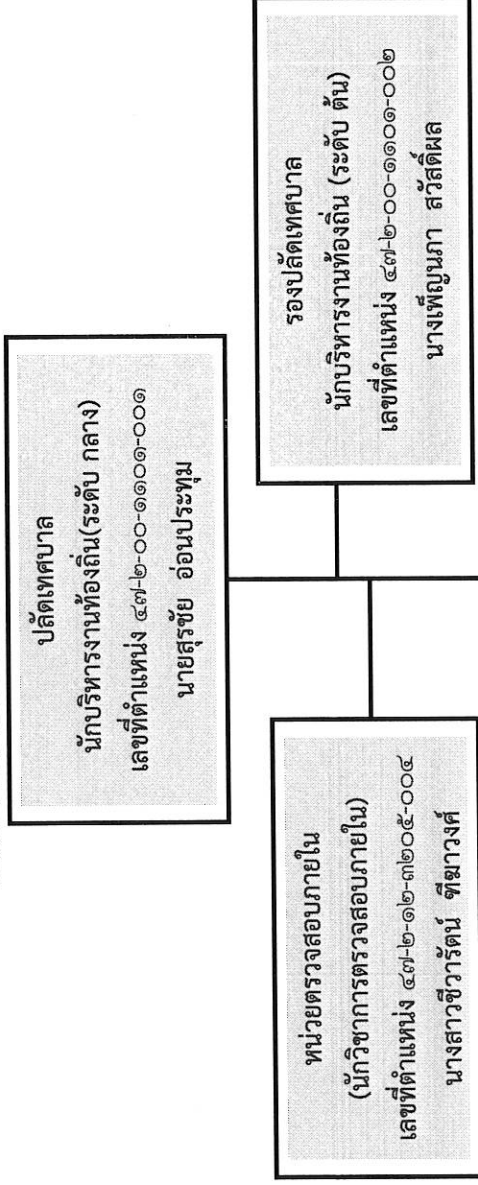 ปลัดเทศบาล
นักบริหารงานท้องถิ่น(ระดับ กลาง)
เลขที่ตำแหน่ง ๔๗-๒-๐๐-๑๑๐๑-๐๐๑
นายสุรชัย อ่อนประทุม
หน่วยตรวจสอบภายใน
(นักวิชาการตรวจสอบภายใน)
เลขที่ตำแหน่ง ๔๗-๒-๑๒-๓๒๐๕-๐๐๔
นางสาวชีวารัตน์ ทีฆาวงค์
รองปลัดเทศบาล
นักบริหารงานท้องถิ่น (ระดับ ต้น)
เลขที่ตำแหน่ง ๔๗-๒-๐๐-๑๑๐๑-๐๐๒
นางเพ็ญนภา สวัสดิ์ผล